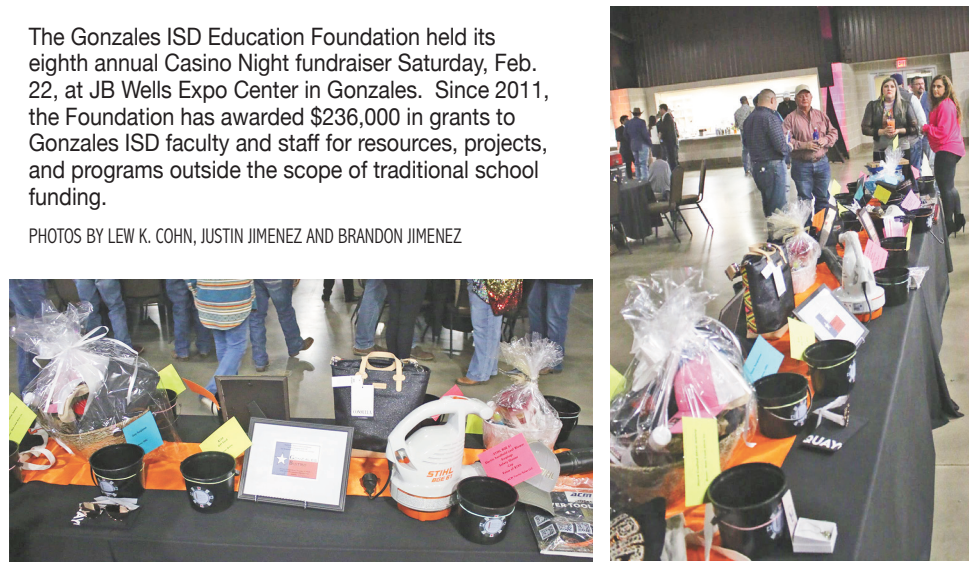 The Gonzales ISD Education Foundation held its
eighth annual Casino Night fundraiser Saturday, Feb.
22, at JB Wells Expo Center in Gonzales.  Since 2011,
the Foundation has awarded $236,000 in grants to
Gonzales ISD faculty and staff for resources, projects,
and programs outside the scope of traditional school
funding.
PHOTOS BY LEW K. COHN, JUSTIN JIMENEZ AND BRANDON JIMENEZ
STIHL
acm